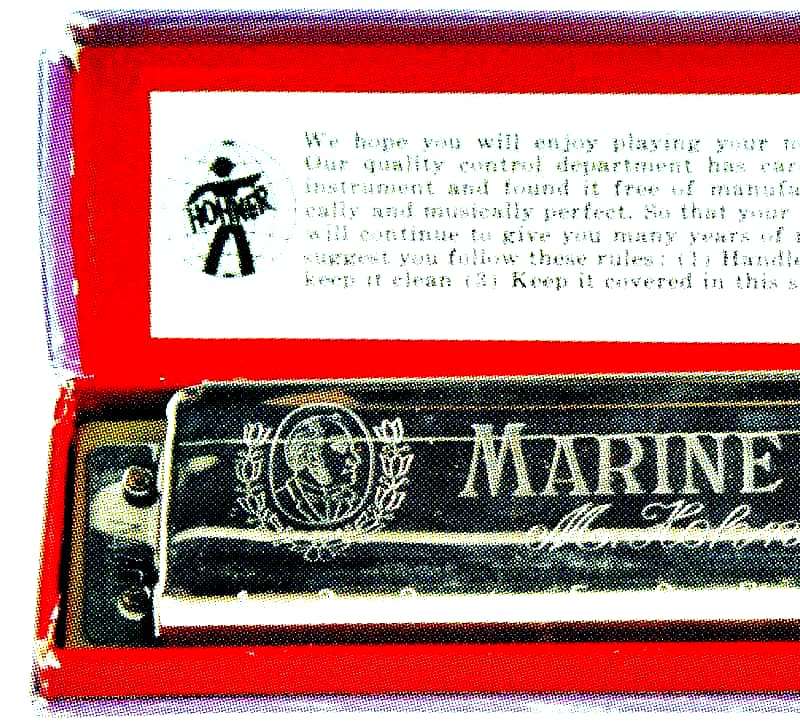 HOHNER
We hope you will enjoy playing your
Our quality control department has
instrument and found it free of
cally and musically perfect. So that your
will continue to give you many years of
suggest you follow these rules: (1) Handle
keep it clean (3) Keep it covered in this
MARINE
M. Hohner